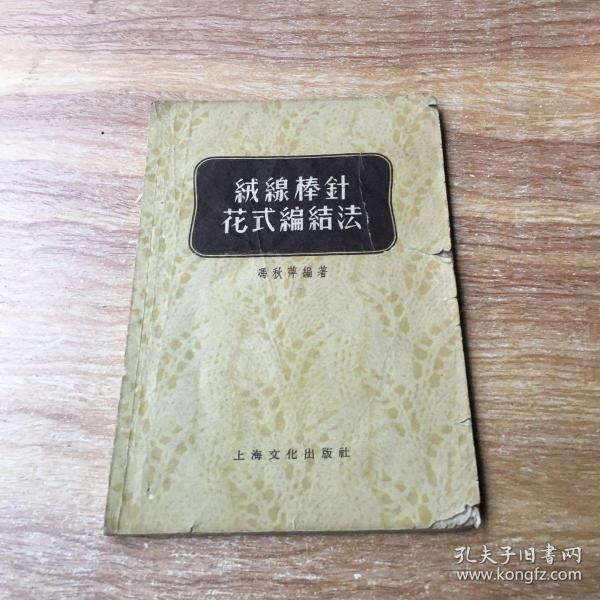 絨線棒針
花式編結法
馮秋萍編著
上海文化出版社
孔夫子旧書网
www.kongfz.com